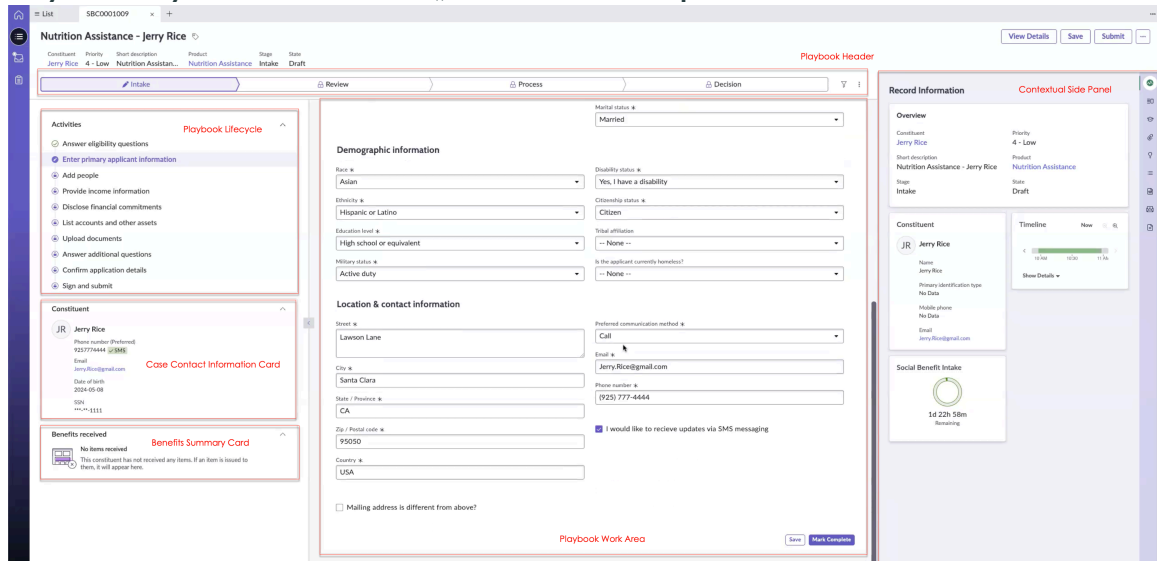 List
SBC0001009
Nutrition Assistance - Jerry Rice
View Details
Save
Submit
Constituent Priority Short description Product Stage State
Jerry Rice 4 - Low Nutrition Assistan... Nutrition Assistance Intake Draft
Playbook Header
Intake
Review
Process
Decision
Activities
Playbook Lifecycle
Answer eligibility questions
Enter primary applicant information
Add people
Provide income information
Disclose financial commitments
List accounts and other assets
Upload documents
Answer additional questions
Confirm application details
Sign and submit
Constituent
JR Jerry Rice
Phone number (Preferred)
9257774444 SMS
Email
Jerry.Rice@gmail.com
Case Contact Information Card
Date of birth
2024-05-08
SSN
***-**-1111
Benefits received
Benefits Summary Card
No items received
This constituent has not received any items. If an item is issued to
them, it will appear here.
Marital status *
Married
Demographic information
Race *
Asian
Disability status *
Yes, I have a disability
Ethnicity *
Hispanic or Latino
Citizenship status *
Citizen
Education level *
High school or equivalent
Tribal affiliation
-- None --
Military status *
Active duty
Is the applicant currently homeless?
-- None --
Location & contact information
Street *
Lawson Lane
Preferred communication method *
Call
Email *
Jerry.Rice@gmail.com
City *
Santa Clara
Phone number *
(925) 777-4444
State / Province *
CA
Zip / Postal code *
95050
I would like to recieve updates via SMS messaging
Country *
USA
Mailing address is different from above?
Playbook Work Area
Save
Mark Complete
Record Information
Contextual Side Panel
Overview
Constituent
Jerry Rice
Priority
4 - Low
Short description
Nutrition Assistance - Jerry Rice
Product
Nutrition Assistance
Stage
Intake
State
Draft
Constituent
JR Jerry Rice
Name
Jerry Rice
Primary identification type
No Data
Mobile phone
No Data
Email
Jerry.Rice@gmail.com
Timeline Now
10 AM 10:30 11 AM
Show Details
Social Benefit Intake
1d 22h 58m
Remaining